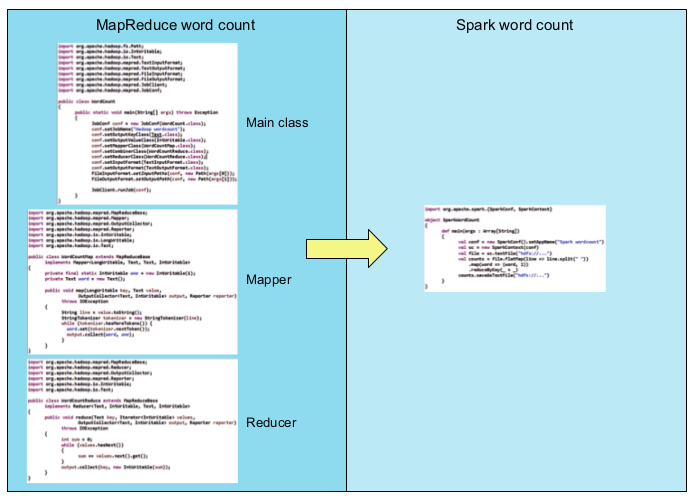 MapReduce word count
import org.apache.hadoop.fs.Path;
import org.apache.hadoop.io.IntWritable;
import org.apache.hadoop.io.Text;
import org.apache.hadoop.mapred.TextInputFormat;
import org.apache.hadoop.mapred.TextOutputFormat;
import org.apache.hadoop.mapred.FileInputFormat;
import org.apache.hadoop.mapred.FileOutputFormat;
import org.apache.hadoop.mapred.JobClient;
import org.apache.hadoop.mapred.JobConf;
public class WordCount
{
public static void main(String[] args) throws Exception
{
JobConf conf = new JobConf(WordCount.class);
conf.setJobName("Hadoop wordcount");
conf.setOutputKeyClass(Text.class);
conf.setOutputValueClass(IntWritable.class);
conf.setMapperClass(WordCountMap.class);
conf.setCombinerClass(WordCountReduce.class);
conf.setReducerClass(WordCountReduce.class);
conf.setInputFormat(TextInputFormat.class);
conf.setOutputFormat(TextOutputFormat.class);
FileInputFormat.setInputPaths(conf, new Path(args[0]));
FileOutputFormat.setOutputPath(conf, new Path(args[1]));
JobClient.runJob(conf);
}
}
Main class
import org.apache.hadoop.mapred.MapReduceBase;
import org.apache.hadoop.mapred.Mapper;
import org.apache.hadoop.mapred.OutputCollector;
import org.apache.hadoop.mapred.Reporter;
import org.apache.hadoop.io.IntWritable;
import org.apache.hadoop.io.LongWritable;
import org.apache.hadoop.io.Text;
public class WordCountMap extends MapReduceBase
implements Mapper<LongWritable, Text, Text, IntWritable>
{
private final static IntWritable one = new IntWritable(1);
private Text word = new Text();
public void map(LongWritable key, Text value,
OutputCollector<Text, IntWritable> output, Reporter reporter)
throws IOException
{
String line = value.toString();
StringTokenizer tokenizer = new StringTokenizer(line);
while (tokenizer.hasMoreTokens()) {
word.set(tokenizer.nextToken());
output.collect(word, one);
}
}
}
Mapper
import org.apache.hadoop.mapred.MapReduceBase;
import org.apache.hadoop.mapred.Reducer;
import org.apache.hadoop.mapred.OutputCollector;
import org.apache.hadoop.mapred.Reporter;
import org.apache.hadoop.io.IntWritable;
import org.apache.hadoop.io.Text;
public class WordCountReduce extends MapReduceBase
implements Reducer<Text, IntWritable, Text, IntWritable>
{
public void reduce(Text key, Iterator<IntWritable> values,
OutputCollector<Text, IntWritable> output, Reporter reporter)
throws IOException
{
int sum = 0;
while (values.hasNext())
{
sum += values.next().get();
}
output.collect(key, new IntWritable(sum));
}
}
Reducer
Spark word count
import org.apache.spark.{SparkConf, SparkContext}
object SparkWordCount
{
def main(args : Array[String])
{
val conf = new SparkConf().setAppName("Spark wordcount")
val sc = new SparkContext(conf)
val file = sc.textFile("hdfs://...")
val counts = file.flatMap(line => line.split(" "))
.map(word => (word, 1))
.reduceByKey(_ + _)
counts.saveAsTextFile("hdfs://...")
}
}